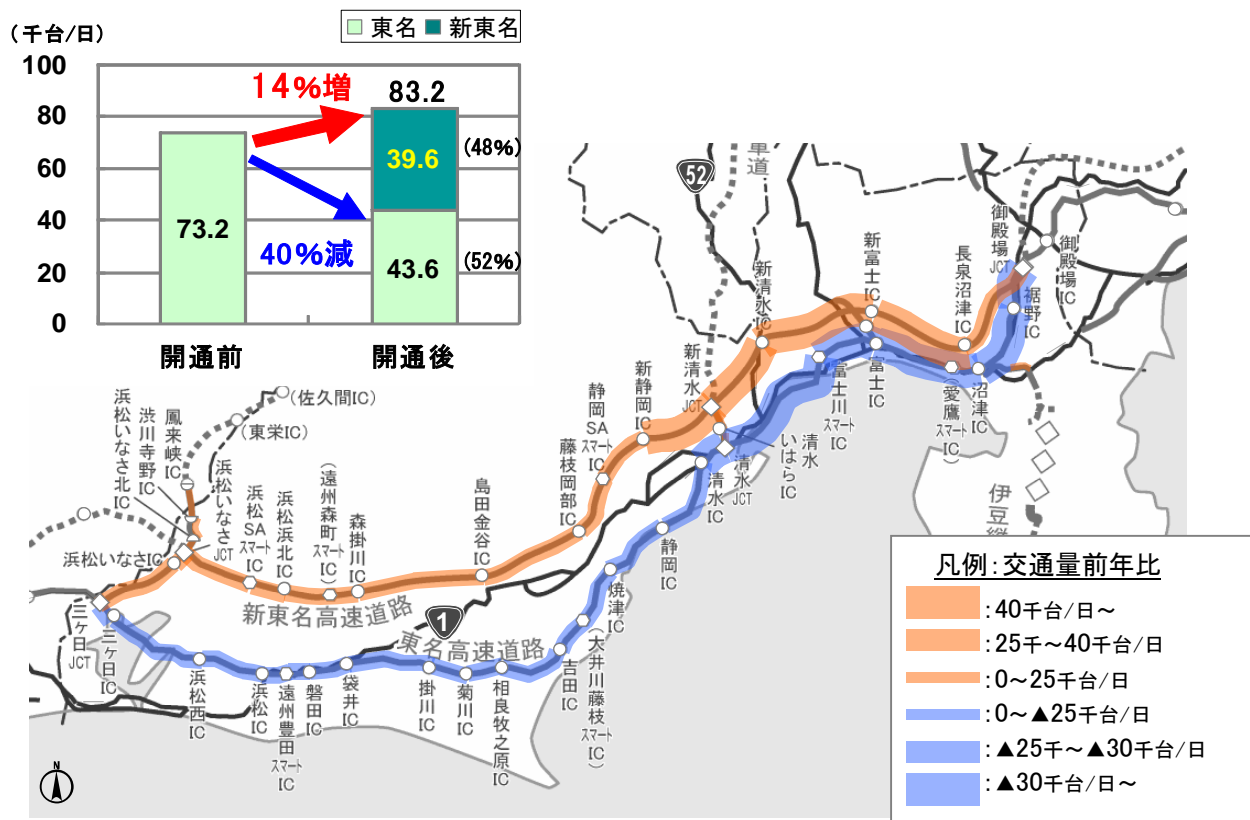 (千台/日)
東名 新東名
100
80
60
40
20
0
14%増
40%減
73.2
83.2
39.6
43.6
(48%)
(52%)
開通前
開通後
52
車道
御殿場JCT
御殿場IC
裾野IC
長泉沼津IC
新富士IC
新清水IC
新清水JCT
富士IC
富士川スマートIC
(愛鷹スマートIC)
沼津IC
清水いはらIC
清水JCT
清水IC
新静岡IC
静岡SAスマートIC
藤枝岡部IC
島田金谷IC
森掛川IC
(遠州森町スマートIC)
浜松浜北IC
浜松SAスマートIC
浜松いなさJCT
浜松いなさIC
浜松いなさ北IC
渋川寺野IC
鳳来峡IC
(東栄IC)
(佐久間IC)
新東名高速道路
1
東名高速道路
三ヶ日JCT
三ヶ日IC
浜松西IC
浜松IC
遠州豊田スマートIC
磐田IC
袋井IC
掛川IC
菊川IC
相良牧之原IC
吉田IC
(大井川藤枝スマートIC)
焼津IC
静岡IC
伊豆縦
N
凡例:交通量前年比
:40千台/日~
:25千~40千台/日
:0~25千台/日
:0~▲25千台/日
:▲25千~▲30千台/日
:▲30千台/日~